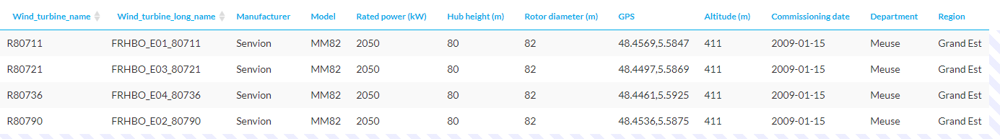 Wind_turbine_name Wind_turbine_long_name Manufacturer Model Rated power (kW) Hub height (m) Rotor diameter (m) GPS Altitude (m) Commissioning date Department Region
R80711 FRHBO_E01_80711 Senvion MM82 2050 80 82 48.4569,5.5847 411 2009-01-15 Meuse Grand Est
R80721 FRHBO_E03_80721 Senvion MM82 2050 80 82 48.4497,5.5869 411 2009-01-15 Meuse Grand Est
R80736 FRHBO_E04_80736 Senvion MM82 2050 80 82 48.4461,5.5925 411 2009-01-15 Meuse Grand Est
R80790 FRHBO_E02_80790 Senvion MM82 2050 80 82 48.4536,5.5875 411 2009-01-15 Meuse Grand Est